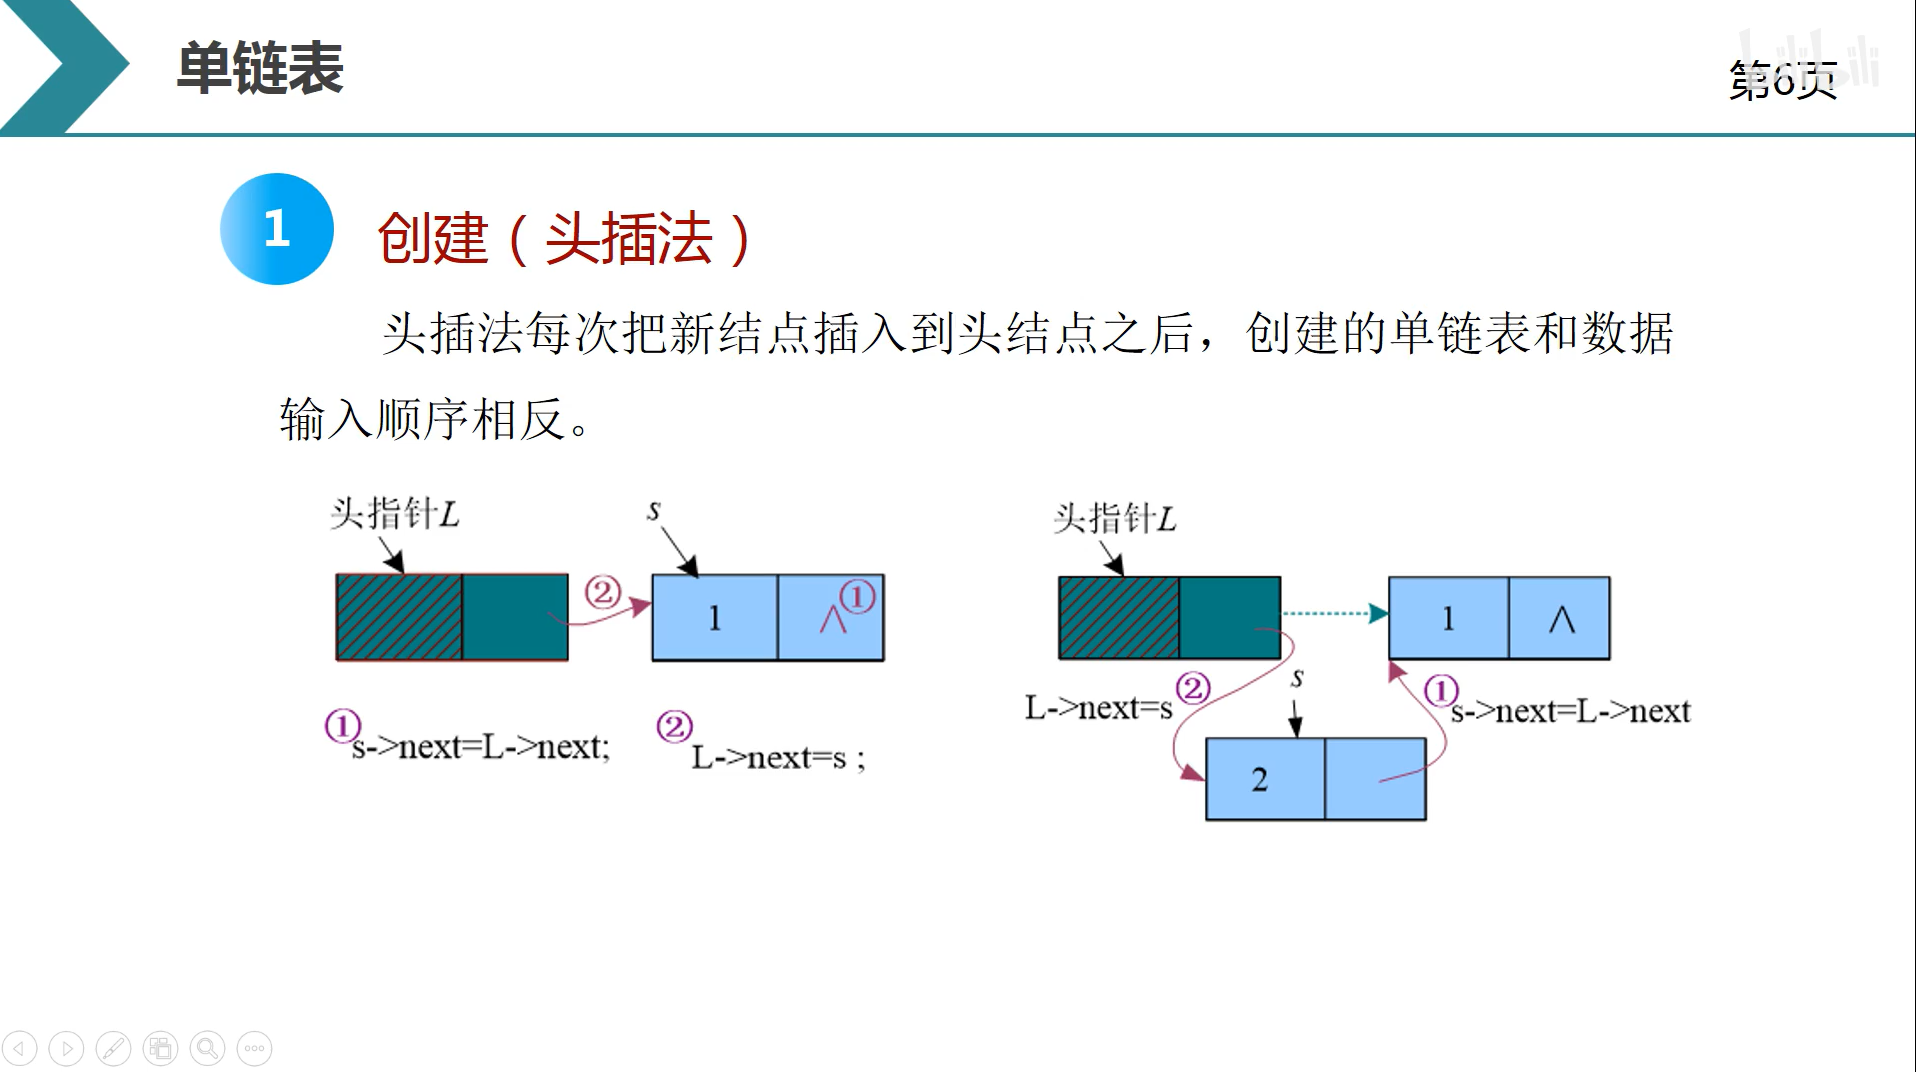 单链表
第6页
bilibili
1
创建（头插法）
头插法每次把新结点插入到头结点之后，创建的单链表和数据
输入顺序相反。
头指针L
s
②
1
∧
①
① s->next=L->next;
② L->next=s ;
头指针L
1
∧
L->next=s
②
s
①
s->next=L->next
2